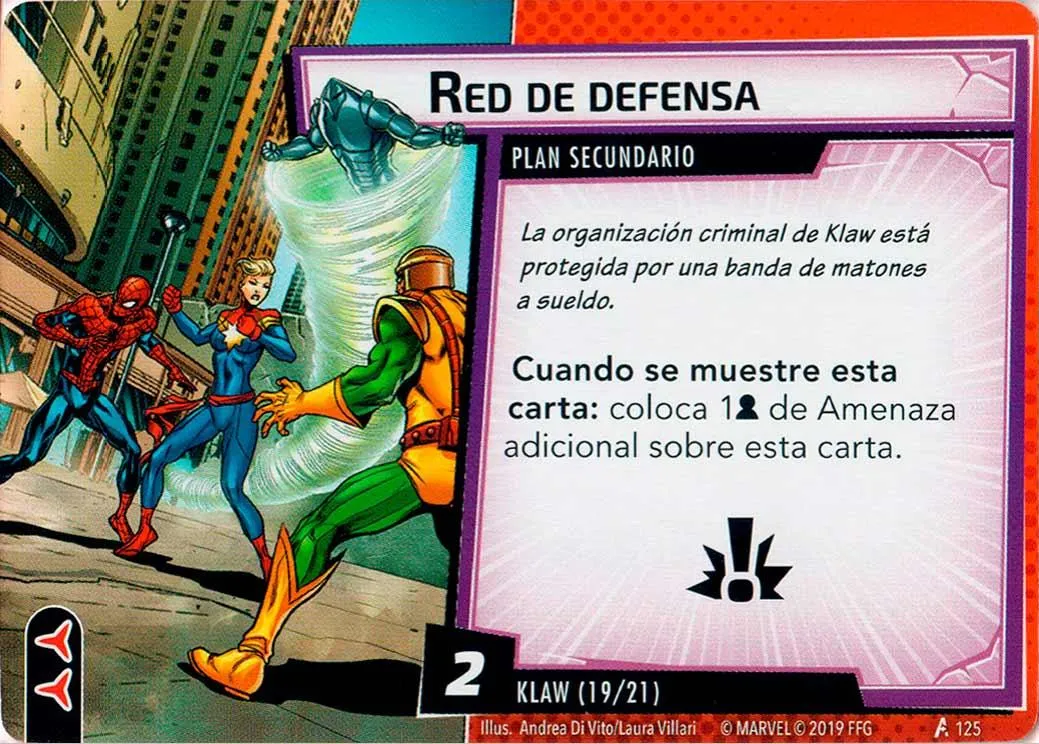 RED DE DEFENSA
PLAN SECUNDARIO
La organización criminal de Klaw está
protegida por una banda de matones
a sueldo.
Cuando se muestre esta
carta: coloca 1 de Amenaza
adicional sobre esta carta.
2
KLAW (19/21)
Illus. Andrea Di Vito/Laura Villari © MARVEL © 2019 FFG 125